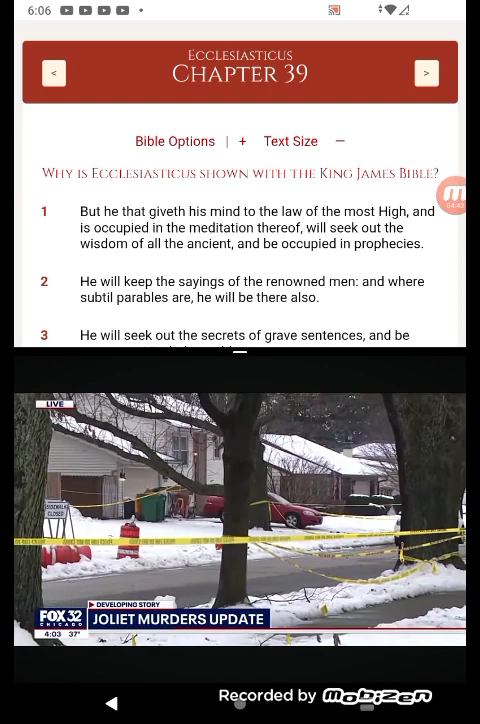 6:06
Ecclesiasticus
Chapter 39
<
>
Bible Options | + Text Size –
Why is Ecclesiasticus shown with the King James Bible?
1 But he that giveth his mind to the law of the most High, and
is occupied in the meditation thereof, will seek out the
wisdom of all the ancient, and be occupied in prophecies.
04:42
2 He will keep the sayings of the renowned men: and where
subtil parables are, he will be there also.
3 He will seek out the secrets of grave sentences, and be
LIVE
SIDEWALK
CLOSED
DEVELOPING STORY
FOX 32
CHICAGO
JOLIET MURDERS UPDATE
4:03 37°
Recorded by Mobizen